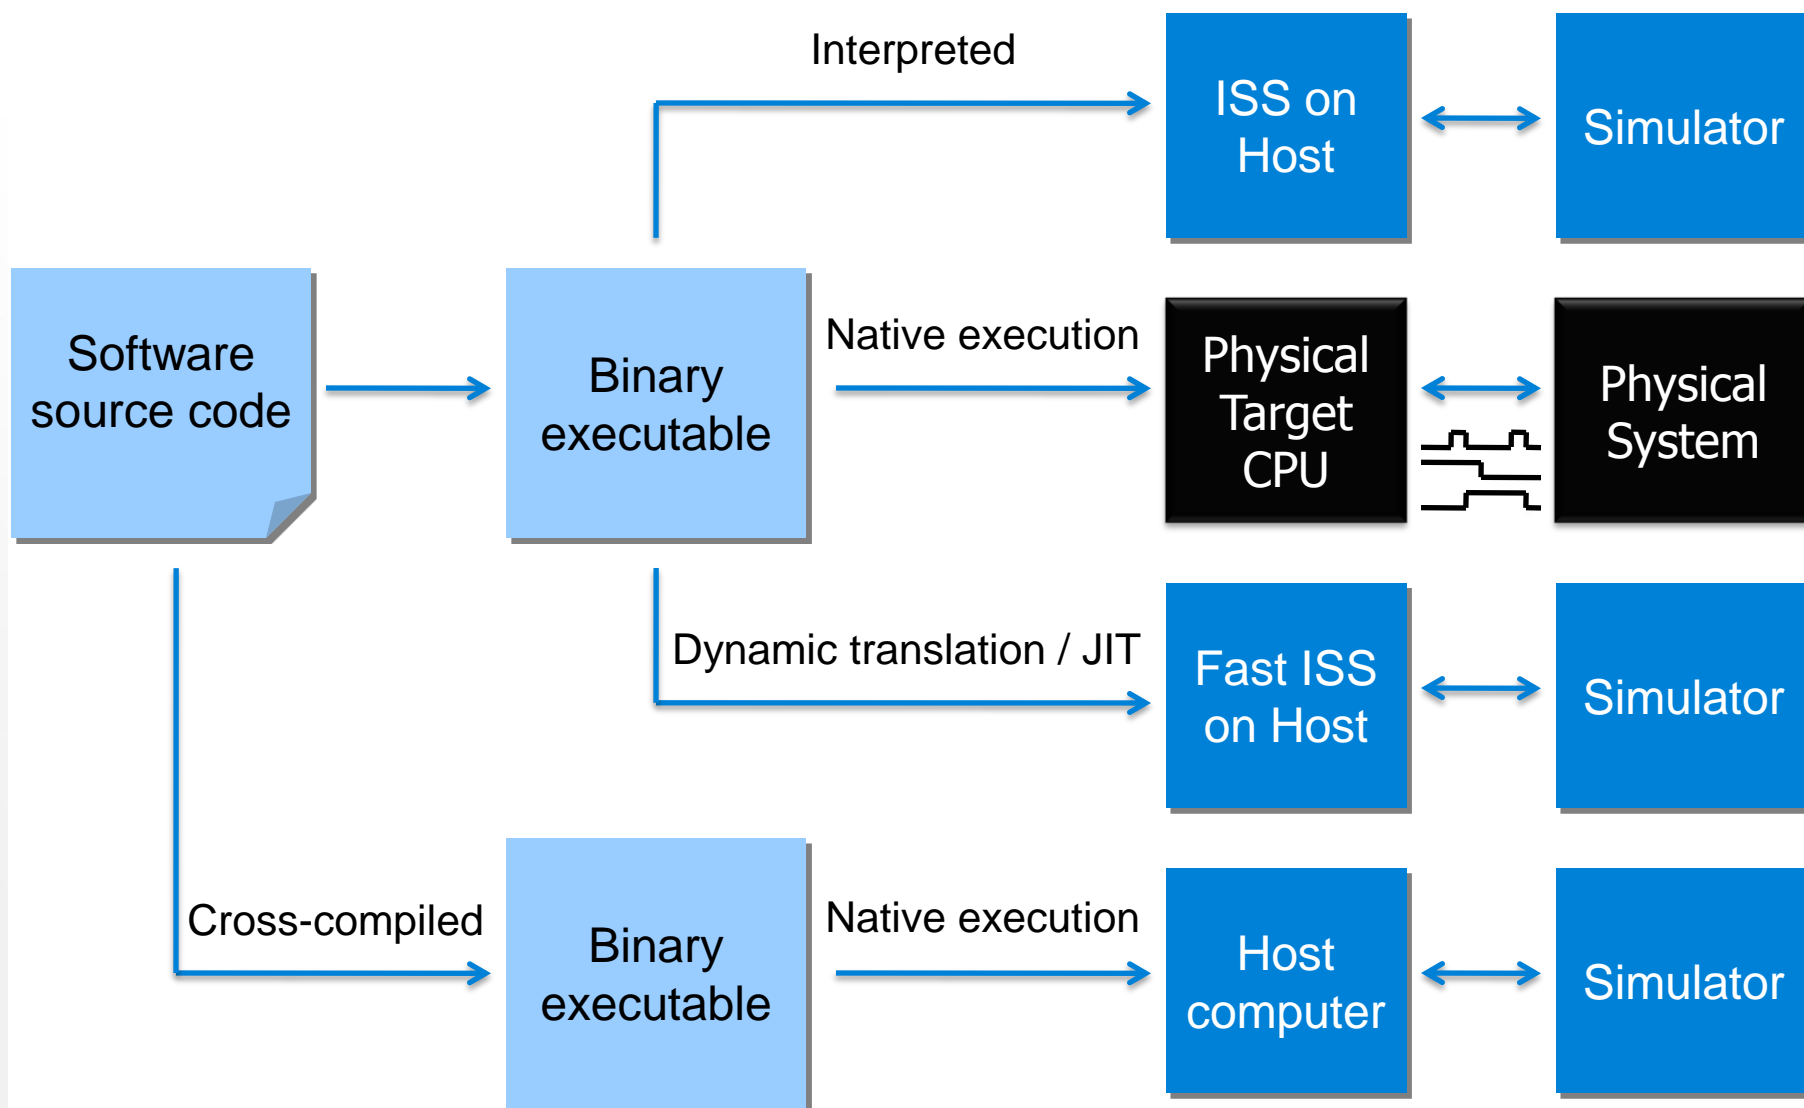 Interpreted
ISS on
Host
Simulator
Software
source code
Binary
executable
Native execution
Physical
Target
CPU
Physical
System
Dynamic translation / JIT
Fast ISS
on Host
Simulator
Cross-compiled
Binary
executable
Native execution
Host
computer
Simulator